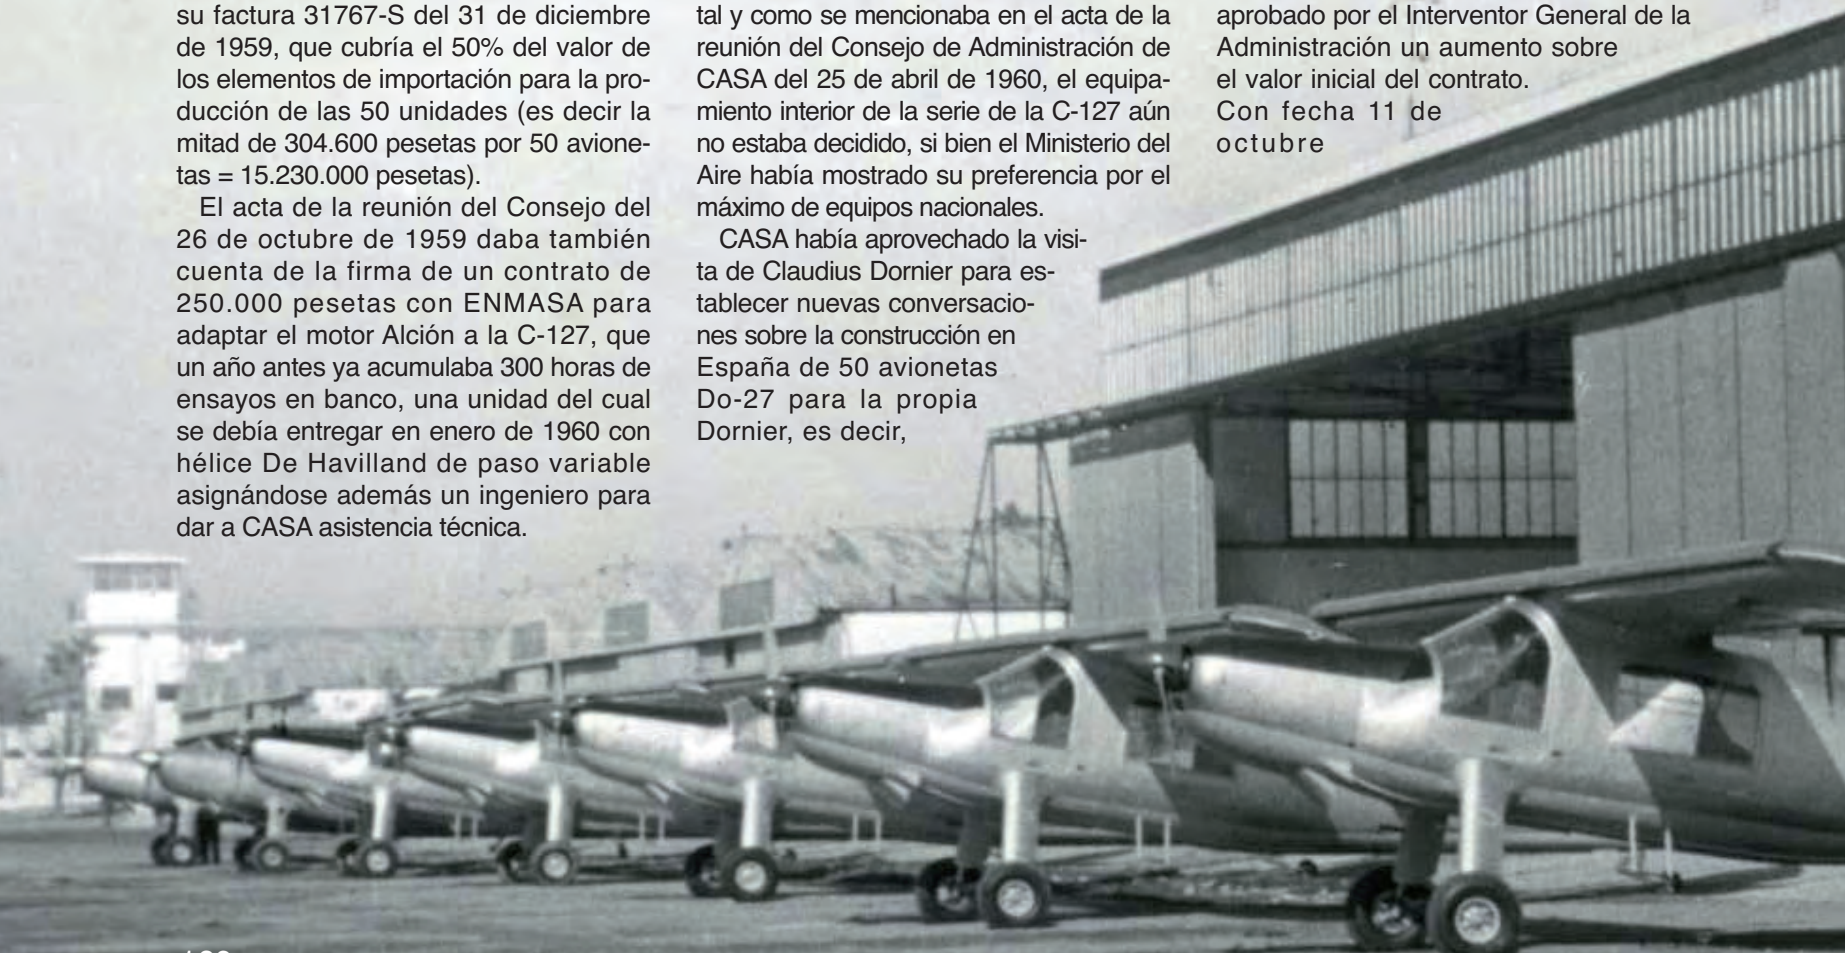 su factura 31767-S del 31 de diciembre
de 1959, que cubría el 50% del valor de
los elementos de importación para la pro-
ducción de las 50 unidades (es decir la
mitad de 304.600 pesetas por 50 avione-
tas = 15.230.000 pesetas).
El acta de la reunión del Consejo del
26 de octubre de 1959 daba también
cuenta de la firma de un contrato de
250.000 pesetas con ENMASA para
adaptar el motor Alción a la C-127, que
un año antes ya acumulaba 300 horas de
ensayos en banco, una unidad del cual
se debía entregar en enero de 1960 con
hélice De Havilland de paso variable
asignándose además un ingeniero para
dar a CASA asistencia técnica.
tal y como se mencionaba en el acta de la
reunión del Consejo de Administración de
CASA del 25 de abril de 1960, el equipa-
miento interior de la serie de la C-127 aún
no estaba decidido, si bien el Ministerio del
Aire había mostrado su preferencia por el
máximo de equipos nacionales.
CASA había aprovechado la visi-
ta de Claudius Dornier para es-
tablecer nuevas conversacio-
nes sobre la construcción en
España de 50 avionetas
Do-27 para la propia
Dornier, es decir,
aprobado por el Interventor General de la
Administración un aumento sobre
el valor inicial del contrato.
Con fecha 11 de
octubre